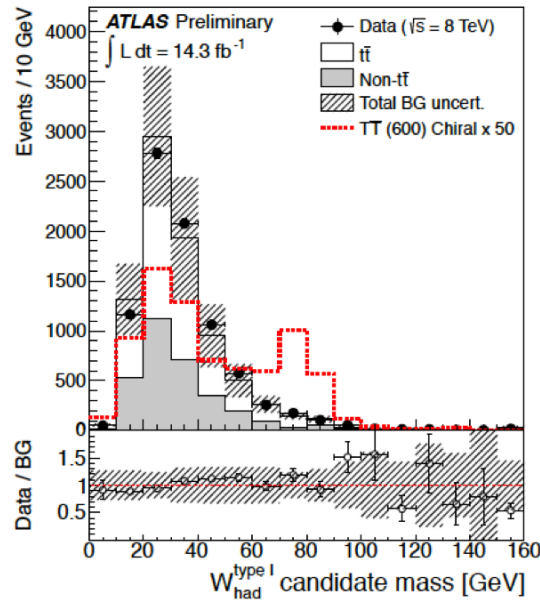 ATLAS Preliminary
∫ L dt = 14.3 fb⁻¹
Data (√s = 8 TeV)
tt̄
Non-tt̄
Total BG uncert.
TT̄ (600) Chiral x 50
Events / 10 GeV
4000
3500
3000
2500
2000
1500
1000
500
0
Data / BG
1.5
1
0.5
0 20 40 60 80 100 120 140 160
W_had^type I candidate mass [GeV]